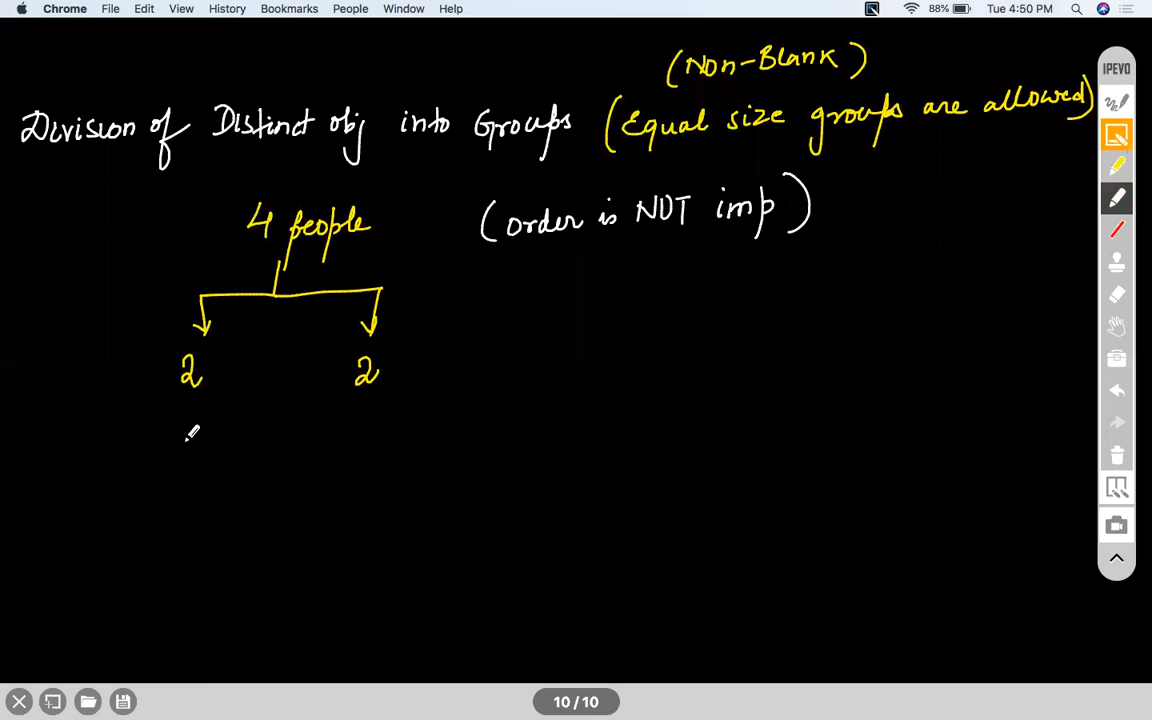 Chrome File Edit View History Bookmarks People Window Help 88% Tue 4:50 PM
IPEVO
(Non-Blank)
Division of Distinct obj into Groups (Equal size groups are allowed)
4 people (order is NOT imp)
2 2
10 / 10